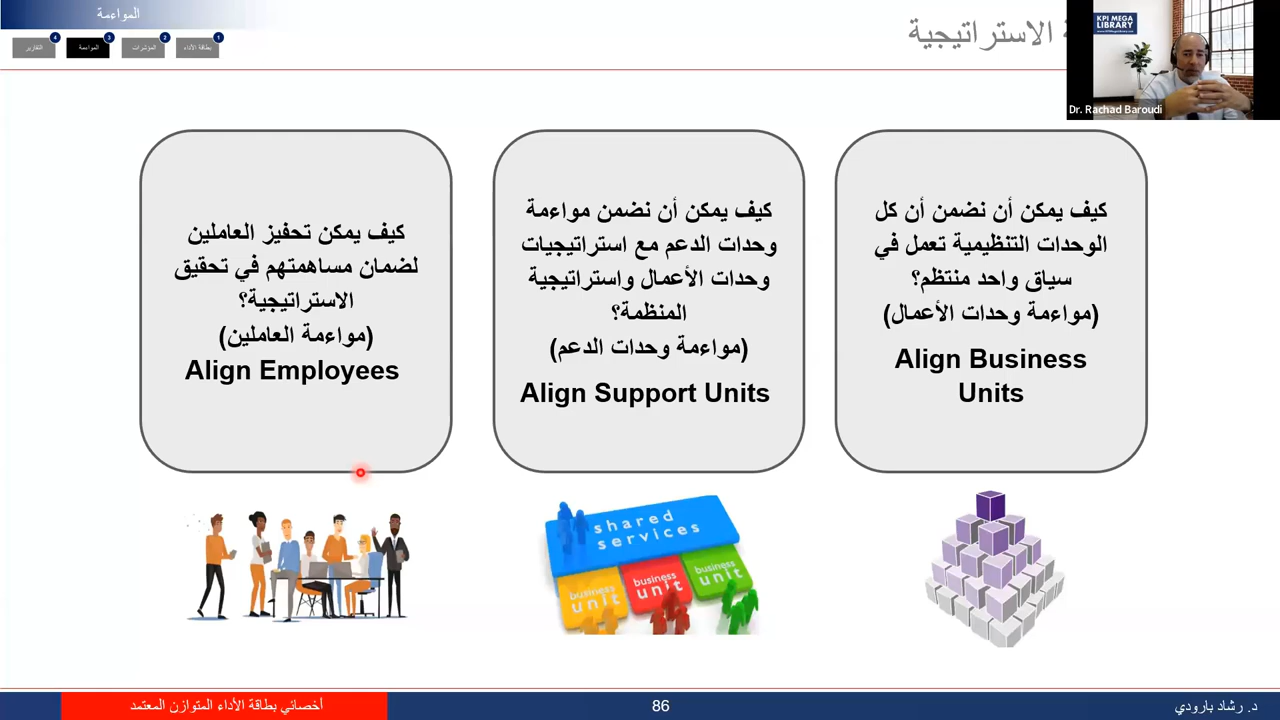 المواءمة
1
بطاقة الأداء
2
المؤشرات
3
المواءمة
4
التقارير
الاستراتيجية
KPI MEGA
LIBRARY
www.KPIMegaLibrary.com
Dr. Rachad Baroudi
كيف يمكن أن نضمن أن كل
الوحدات التنظيمية تعمل في
سياق واحد منتظم؟
(مواءمة وحدات الأعمال)
Align Business
Units
كيف يمكن أن نضمن مواءمة
وحدات الدعم مع استراتيجيات
وحدات الأعمال واستراتيجية
المنظمة؟
(مواءمة وحدات الدعم)
Align Support Units
كيف يمكن تحفيز العاملين
لضمان مساهمتهم في تحقيق
الاستراتيجية؟
(مواءمة العاملين)
Align Employees
shared
services
business
unit
business
unit
business
unit
د. رشاد بارودي
86
أخصائي بطاقة الأداء المتوازن المعتمد